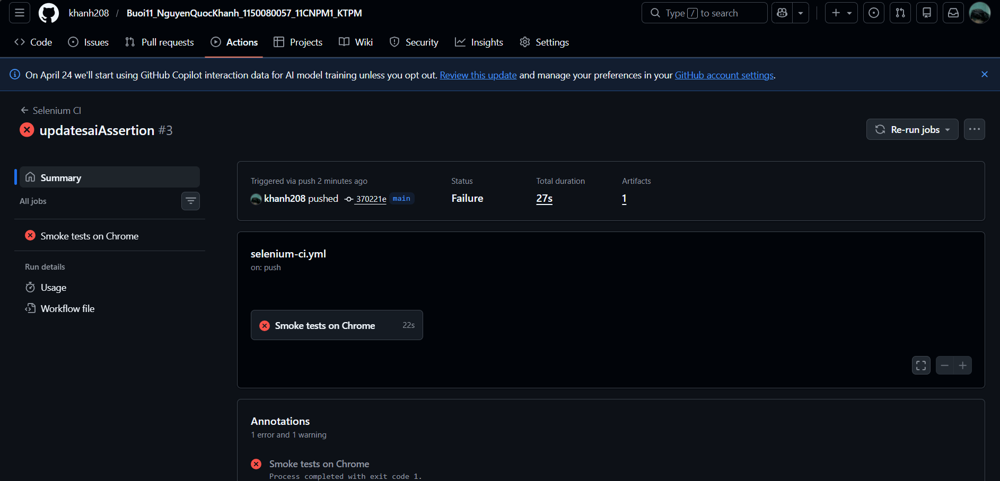 khanh208 / Buoi11_NguyenQuocKhanh_1150080057_11CNPM1_KTPM
Type / to search
Code Issues Pull requests Actions Projects Wiki Security Insights Settings
On April 24 we'll start using GitHub Copilot interaction data for AI model training unless you opt out. Review this update and manage your preferences in your GitHub account settings.
Selenium CI
updatesaiAssertion #3
Re-run jobs
Summary
All jobs
Smoke tests on Chrome
Run details
Usage
Workflow file
Triggered via push 2 minutes ago
khanh208 pushed 370221e main
Status
Failure
Total duration
27s
Artifacts
1
selenium-ci.yml
on: push
Smoke tests on Chrome 22s
Annotations
1 error and 1 warning
Smoke tests on Chrome
Process completed with exit code 1.